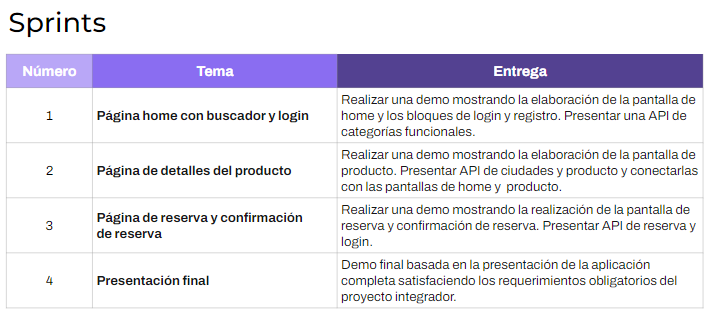 Sprints
Número Tema Entrega
1 Página home con buscador y login
Realizar una demo mostrando la elaboración de la pantalla de
home y los bloques de login y registro. Presentar una API de
categorías funcionales.
2 Página de detalles del producto
Realizar una demo mostrando la elaboración de la pantalla de
producto. Presentar API de ciudades y producto y conectarlas
con las pantallas de home y producto.
3 Página de reserva y confirmación
de reserva
Realizar una demo mostrando la realización de la pantalla de
reserva y confirmación de reserva. Presentar API de reserva y
login.
4 Presentación final
Demo final basada en la presentación de la aplicación
completa satisfaciendo los requerimientos obligatorios del
proyecto integrador.